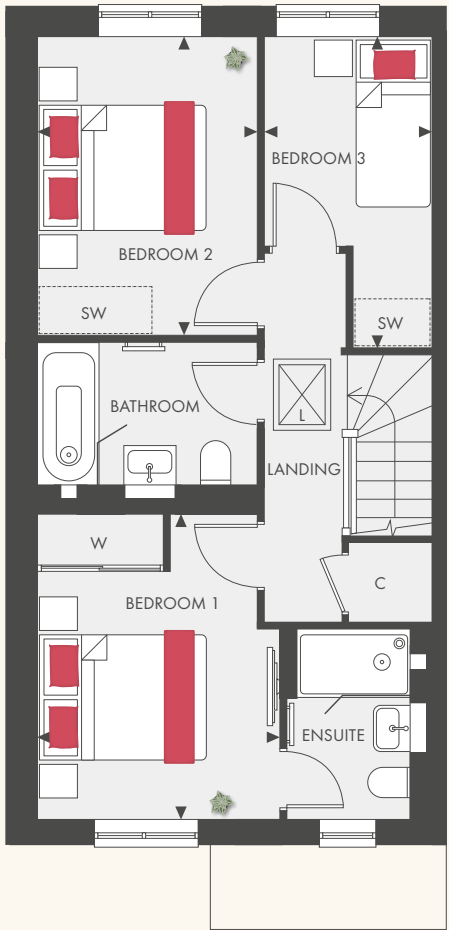 BEDROOM 3
BEDROOM 2
SW
SW
BATHROOM
L
LANDING
W
C
BEDROOM 1
ENSUITE